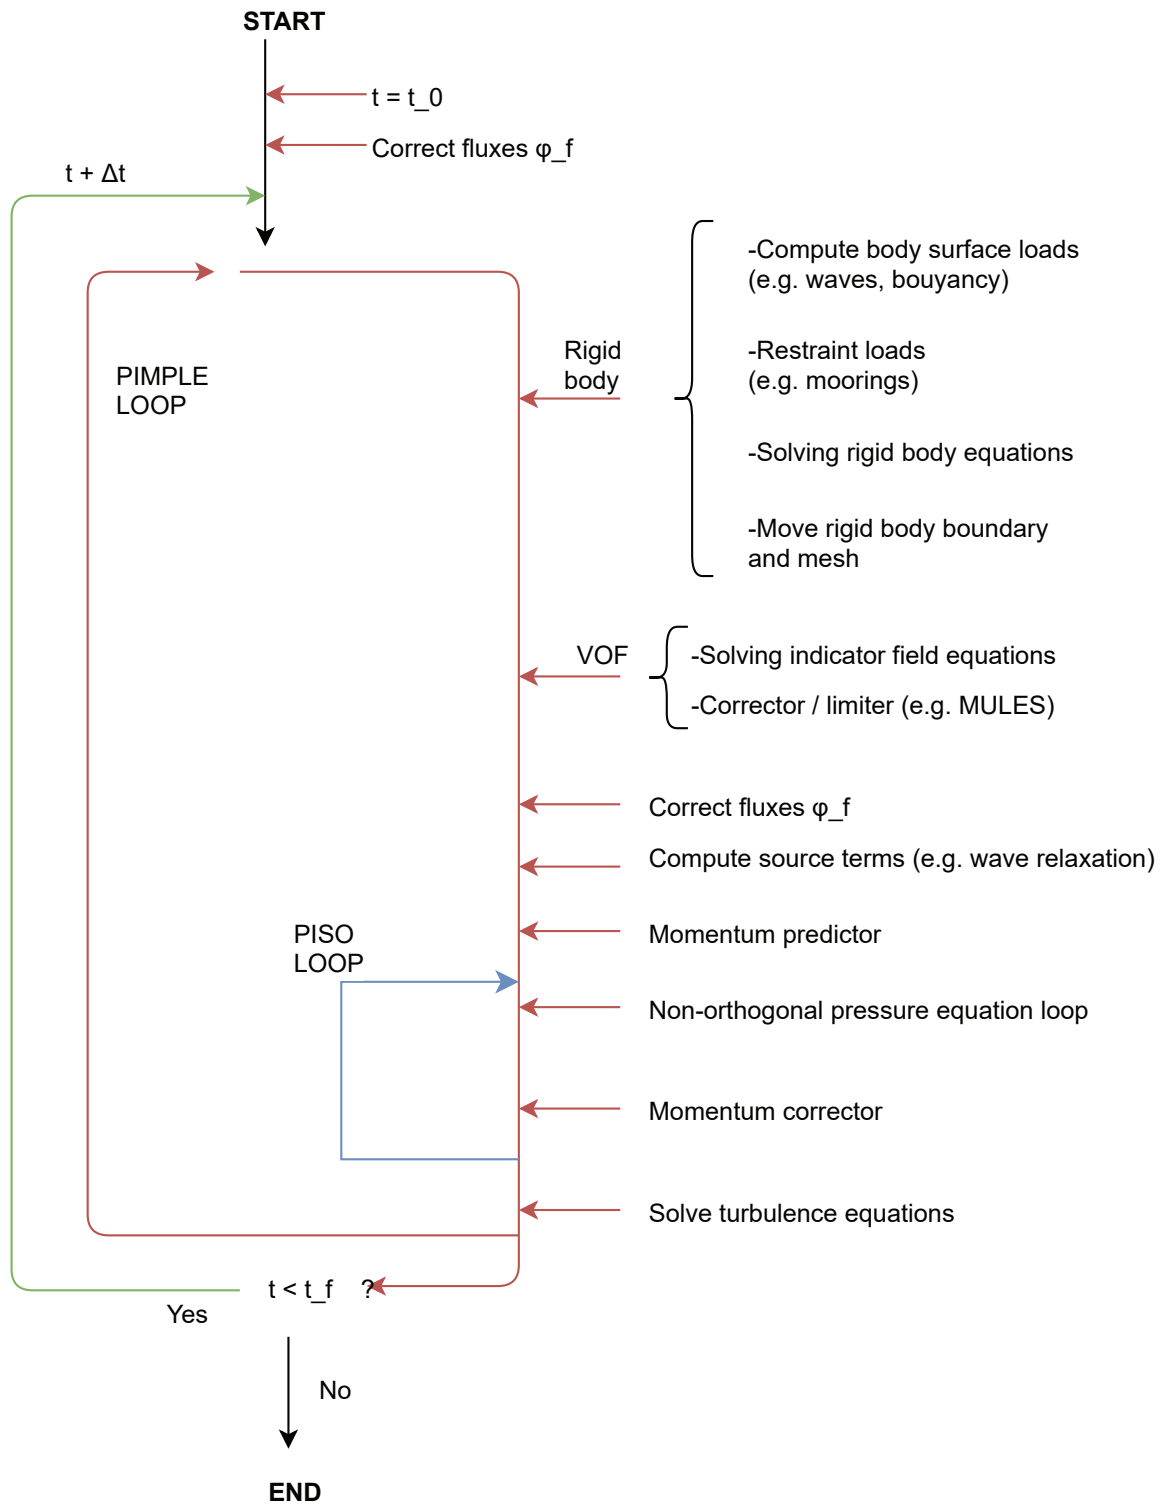 START
t = t_0
Correct fluxes φ_f
t + Δt
-Compute body surface loads
(e.g. waves, bouyancy)
Rigid
body
-Restraint loads
(e.g. moorings)
PIMPLE
LOOP
-Solving rigid body equations
-Move rigid body boundary
and mesh
VOF
-Solving indicator field equations
-Corrector / limiter (e.g. MULES)
Correct fluxes φ_f
Compute source terms (e.g. wave relaxation)
PISO
LOOP
Momentum predictor
Non-orthogonal pressure equation loop
Momentum corrector
Solve turbulence equations
t < t_f ?
Yes
No
END